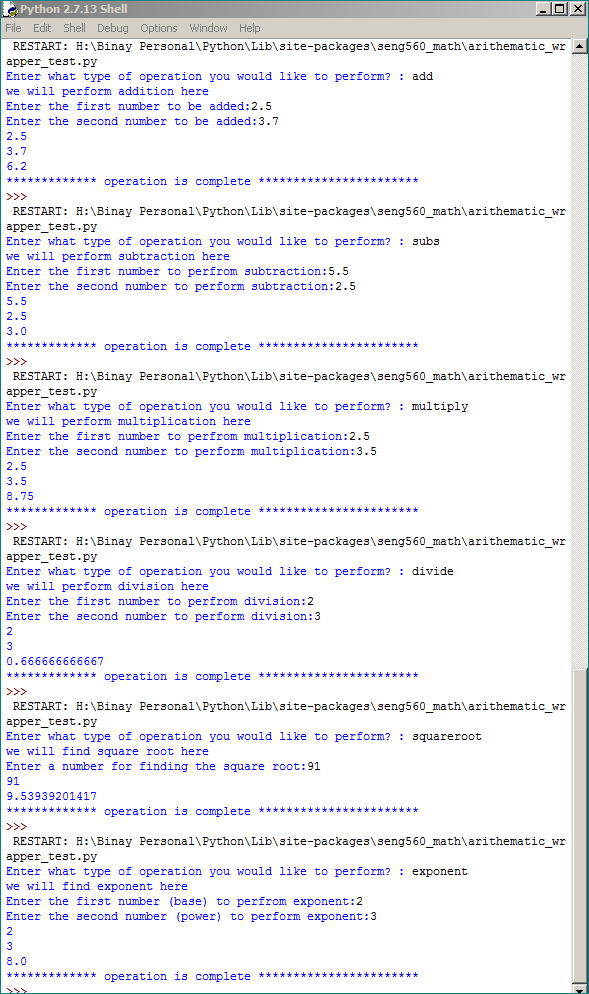 Python 2.7.13 Shell
File Edit Shell Debug Options Window Help
RESTART: H:\Binay Personal\Python\Lib\site-packages\seng560_math\arithematic_wr
apper_test.py
Enter what type of operation you would like to perform? : add
we will perform addition here
Enter the first number to be added:2.5
Enter the second number to be added:3.7
2.5
3.7
6.2
************* operation is complete ***********************
>>>
RESTART: H:\Binay Personal\Python\Lib\site-packages\seng560_math\arithematic_wr
apper_test.py
Enter what type of operation you would like to perform? : subs
we will perform subtraction here
Enter the first number to perfrom subtraction:5.5
Enter the second number to perform subtraction:2.5
5.5
2.5
3.0
************* operation is complete ***********************
>>>
RESTART: H:\Binay Personal\Python\Lib\site-packages\seng560_math\arithematic_wr
apper_test.py
Enter what type of operation you would like to perform? : multiply
we will perform multiplication here
Enter the first number to perfrom multiplication:2.5
Enter the second number to perform multiplication:3.5
2.5
3.5
8.75
************* operation is complete ***********************
>>>
RESTART: H:\Binay Personal\Python\Lib\site-packages\seng560_math\arithematic_wr
apper_test.py
Enter what type of operation you would like to perform? : divide
we will perform division here
Enter the first number to perfrom division:2
Enter the second number to perform division:3
2
3
0.666666666667
************* operation is complete ***********************
>>>
RESTART: H:\Binay Personal\Python\Lib\site-packages\seng560_math\arithematic_wr
apper_test.py
Enter what type of operation you would like to perform? : squareroot
we will find square root here
Enter a number for finding the square root:91
91
9.53939201417
************* operation is complete ***********************
>>>
RESTART: H:\Binay Personal\Python\Lib\site-packages\seng560_math\arithematic_wr
apper_test.py
Enter what type of operation you would like to perform? : exponent
we will find exponent here
Enter the first number (base) to perfrom exponent:2
Enter the second number (power) to perform exponent:3
2
3
8.0
************* operation is complete ***********************
>>>